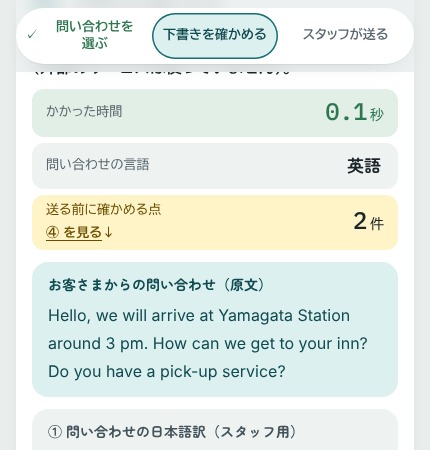 ✓ 問い合わせを
選ぶ
下書きを確かめる
スタッフが送る
かかった時間
0.1秒
問い合わせの言語
英語
送る前に確かめる点
④ を見る↓
2件
お客さまからの問い合わせ（原文）
Hello, we will arrive at Yamagata Station
around 3 pm. How can we get to your inn?
Do you have a pick-up service?
① 問い合わせの日本語訳（スタッフ用）